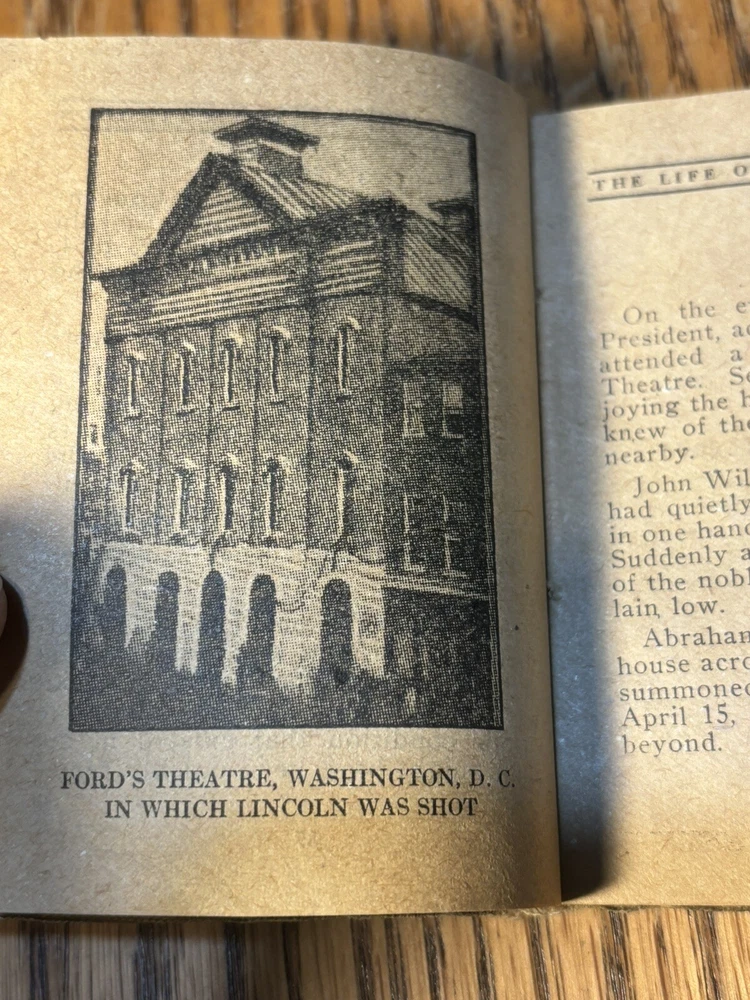 FORD'S THEATRE, WASHINGTON, D. C.
IN WHICH LINCOLN WAS SHOT
THE LIFE O
On the e
President, ac
attended a
Theatre. Se
joying the h
knew of the
nearby.
John Wil
had quietly
in one hand
Suddenly a
of the nobl
lain low.
Abraham
house acro
summoned
April 15,
beyond.